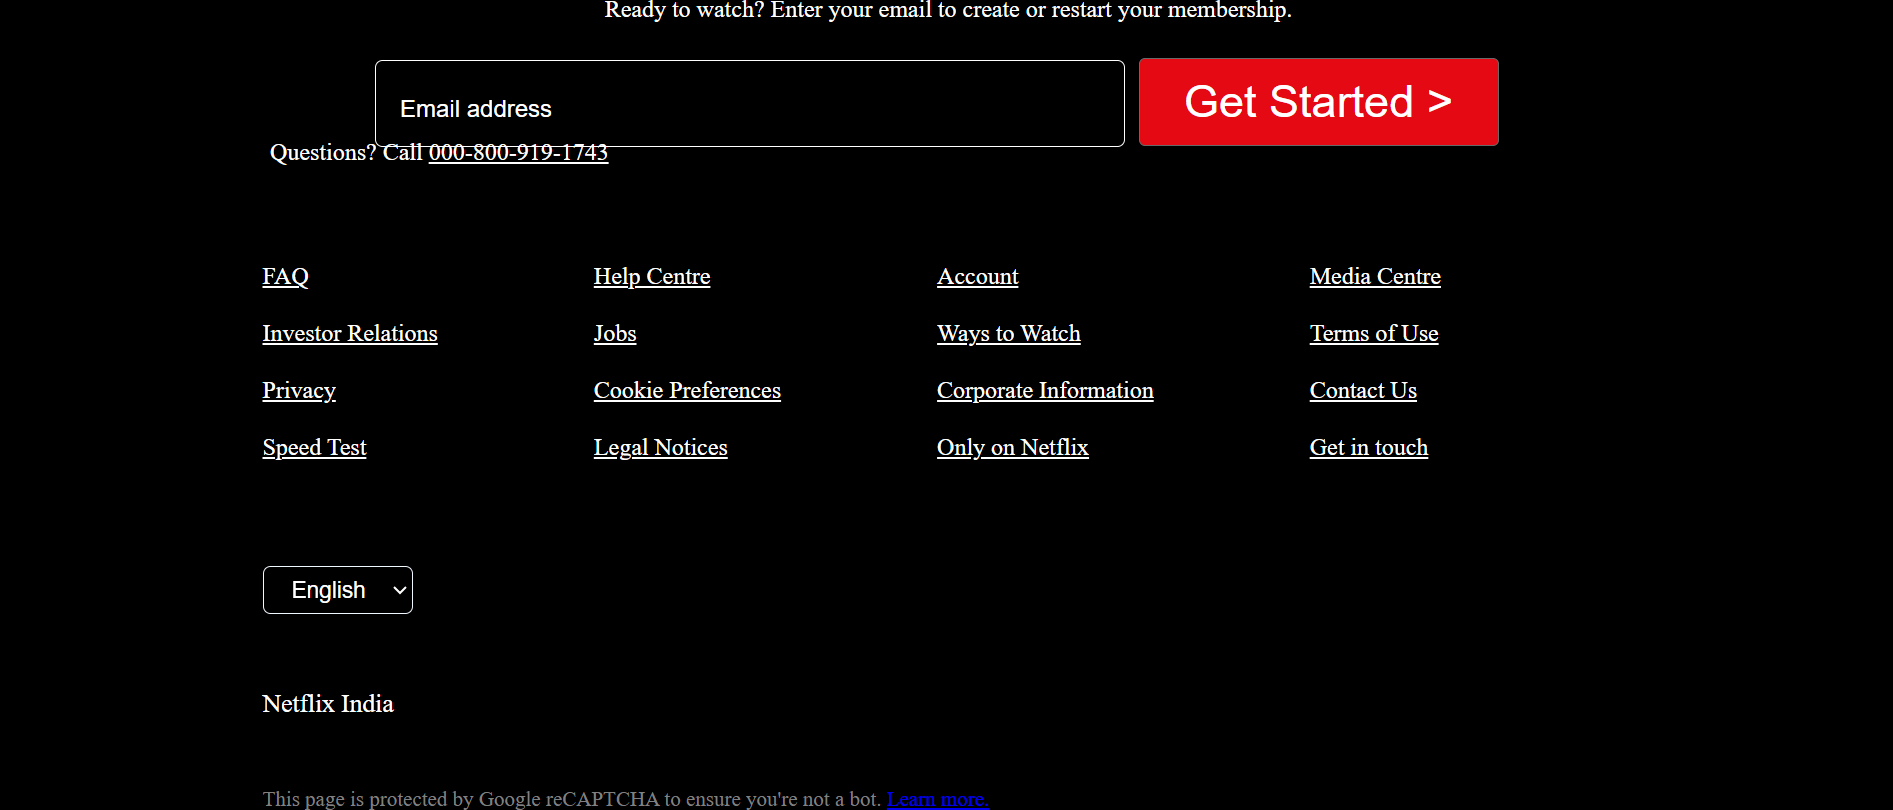 Ready to watch? Enter your email to create or restart your membership.
Email address
Get Started >
Questions? Call 000-800-919-1743
FAQ Help Centre Account Media Centre
Investor Relations Jobs Ways to Watch Terms of Use
Privacy Cookie Preferences Corporate Information Contact Us
Speed Test Legal Notices Only on Netflix Get in touch
English
Netflix India
This page is protected by Google reCAPTCHA to ensure you're not a bot. Learn more.